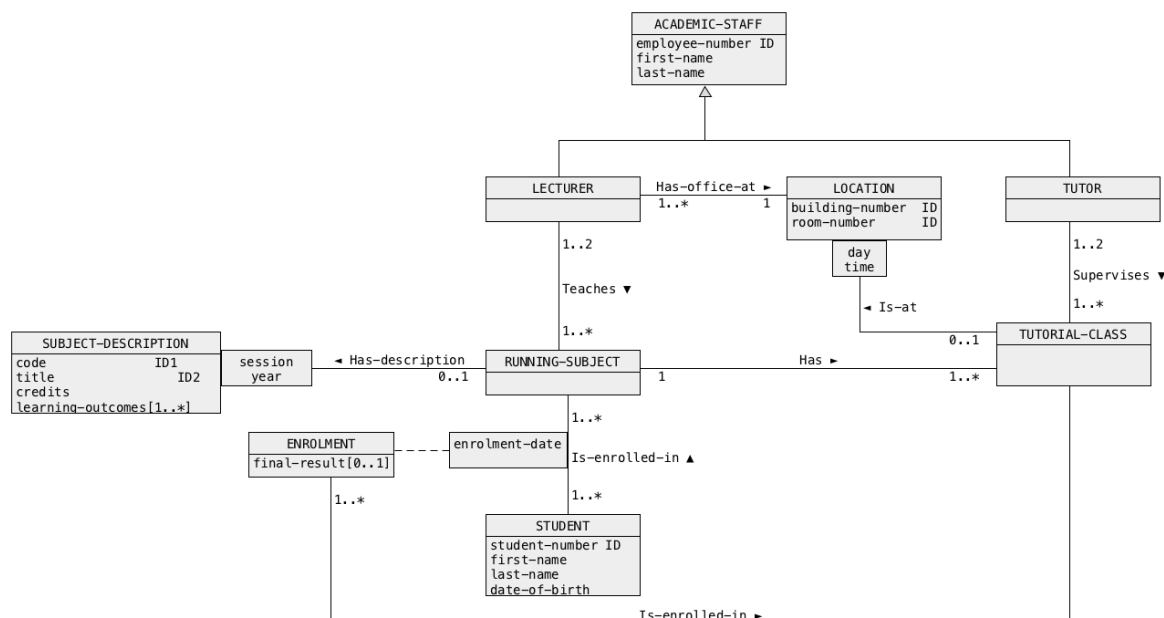 ACADEMIC-STAFF
employee-number ID
first-name
last-name
LECTURER
Has-office-at ►
1..*
1
LOCATION
building-number ID
room-number ID
day
time
TUTOR
1..2
Teaches ▼
1..*
1..2
Supervises ▼
1..*
◄ Is-at
0..1
TUTORIAL-CLASS
SUBJECT-DESCRIPTION
code ID1
title ID2
credits
learning-outcomes[1..*]
session
year
◄ Has-description
0..1
RUNNING-SUBJECT
1
Has ►
1..*
1..*
ENROLMENT
final-result[0..1]
enrolment-date
Is-enrolled-in ▲
1..*
1..*
STUDENT
student-number ID
first-name
last-name
date-of-birth
Is-enrolled-in ►